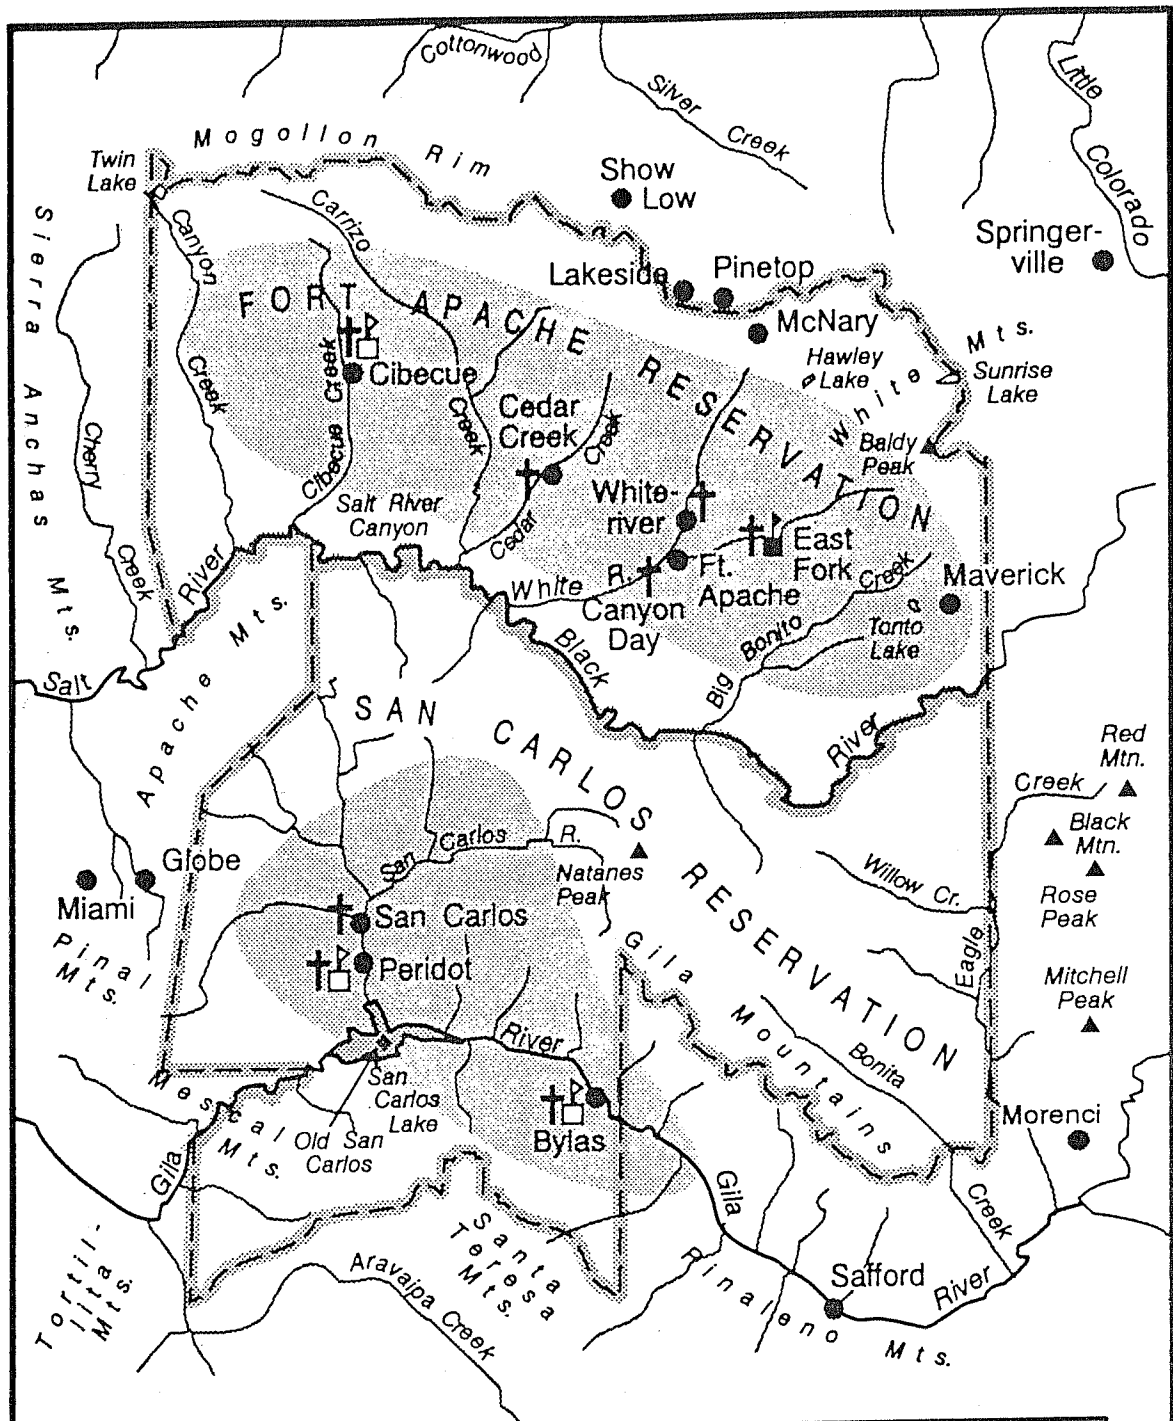 Cottonwood
Little
Colorado
Silver
Creek
Mogollon Rim
Twin
Lake
Show
Low
Sierra Anchas
Mts.
Canyon
Creek
Carrizo
Creek
Springer-
ville
Lakeside
Pinetop
McNary
FORT APACHE RESERVATION
White
Mts.
Hawley
Lake
Sunrise
Lake
Cibecue
Cibecue
Creek
Cedar
Creek
Cedar
Creek
Cherry
Creek
Baldy
Peak
Salt River
Canyon
White-
river
East
Fork
White R.
Ft.
Apache
Canyon
Day
Big
Bonito
Creek
Maverick
Tonto
Lake
Salt
River
Apache
Mts.
Black
River
SAN CARLOS RESERVATION
Red
Mtn.
Creek
Black
Mtn.
Rose
Peak
San Carlos R.
Natanes
Peak
Willow Cr.
Eagle
Globe
Miami
Pinal
Mts.
San Carlos
Peridot
Gila
Mountains
Mitchell
Peak
Bonita
Creek
River
San
Carlos
Lake
Old San
Carlos
Mescal
Mts.
Gila
Bylas
Morenci
Gila
River
Santa
Teresa
Mts.
Aravaipa Creek
Tortil-
lita
Mts.
Safford
Pinaleno
Mts.